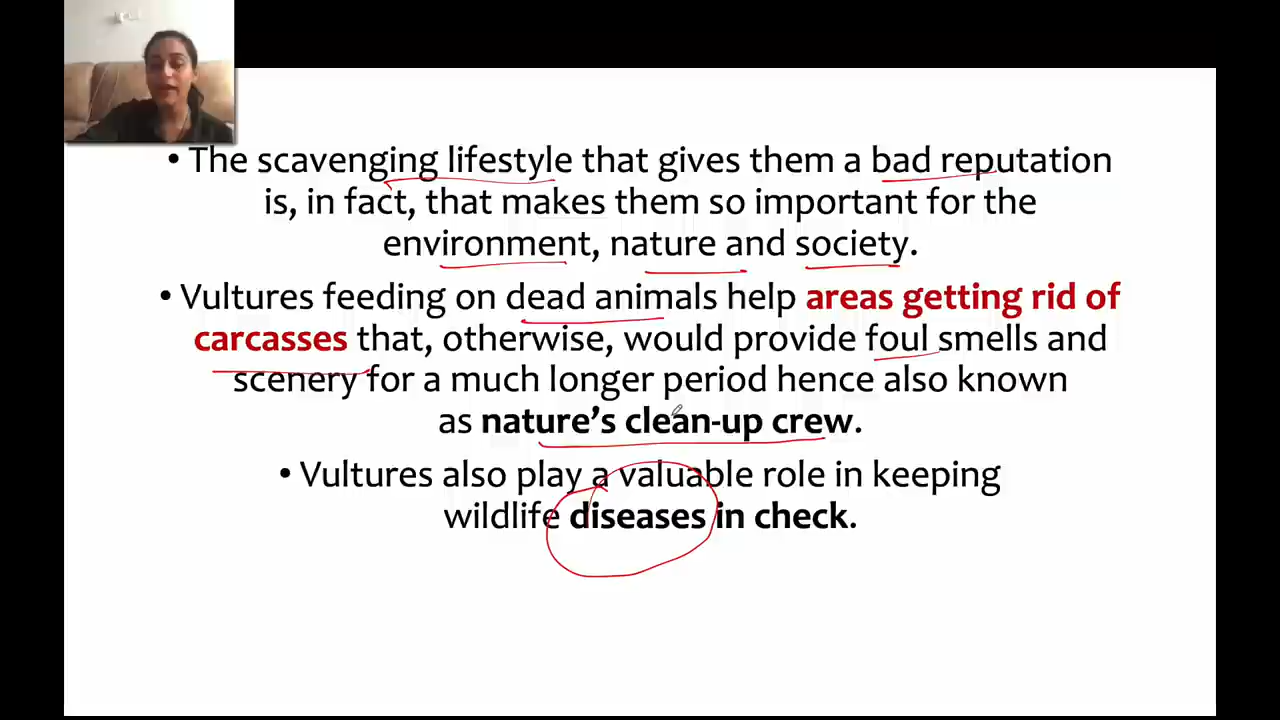 • The scavenging lifestyle that gives them a bad reputation
is, in fact, that makes them so important for the
environment, nature and society.
• Vultures feeding on dead animals help areas getting rid of
carcasses that, otherwise, would provide foul smells and
scenery for a much longer period hence also known
as nature’s clean-up crew.
• Vultures also play a valuable role in keeping
wildlife diseases in check.